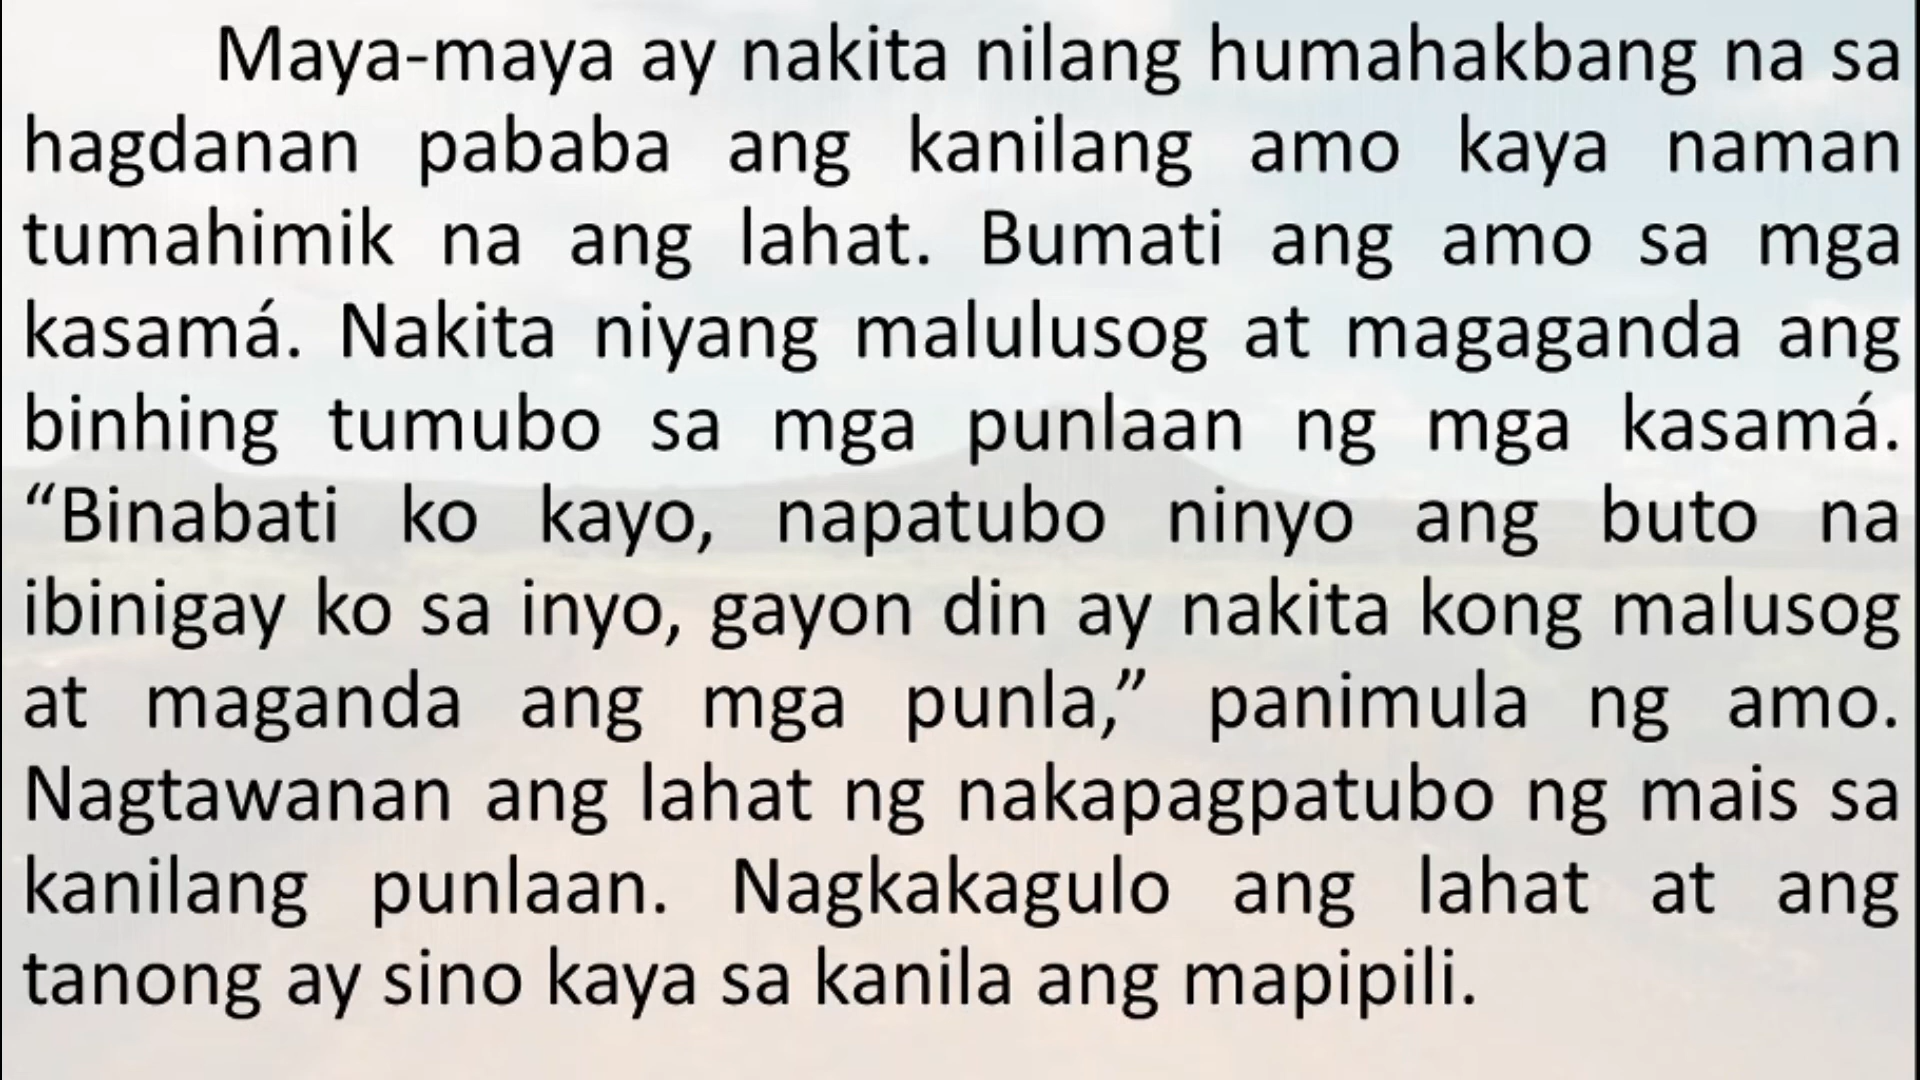 Maya-maya ay nakita nilang humahakbang na sa
hagdanan pababa ang kanilang amo kaya naman
tumahimik na ang lahat. Bumati ang amo sa mga
kasamá. Nakita niyang malulusog at magaganda ang
binhing tumubo sa mga punlaan ng mga kasamá.
“Binabati ko kayo, napatubo ninyo ang buto na
ibinigay ko sa inyo, gayon din ay nakita kong malusog
at maganda ang mga punla,” panimula ng amo.
Nagtawanan ang lahat ng nakapagpatubo ng mais sa
kanilang punlaan. Nagkakagulo ang lahat at ang
tanong ay sino kaya sa kanila ang mapipili.